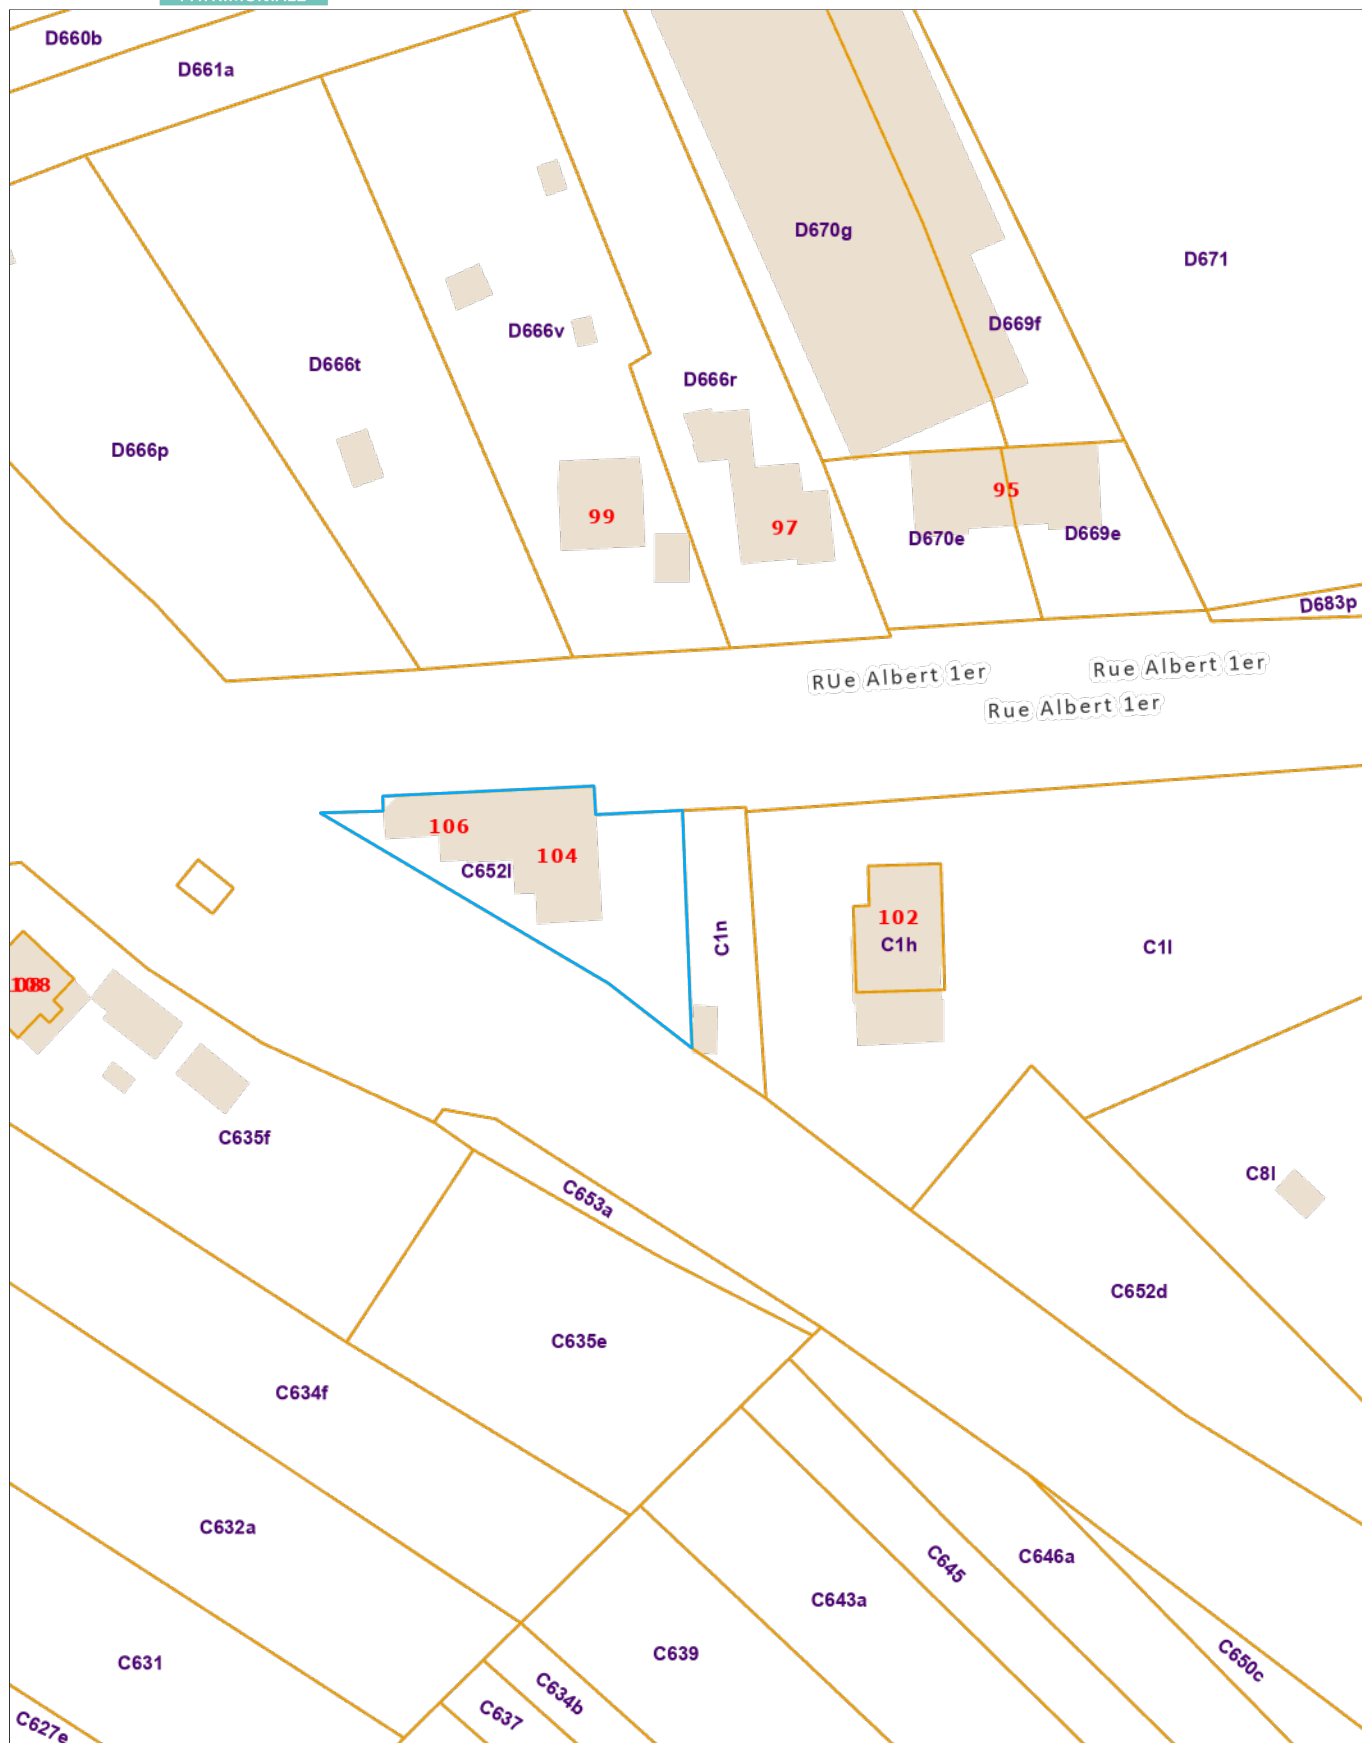 D660b
D661a
D670g
D671
D669f
D666v
D666t
D666r
D666p
95
99
97
D670e
D669e
D683p
RUe Albert 1er
Rue Albert 1er
Rue Albert 1er
106
104
C652l
C1n
102
C1h
C1l
C635f
C8l
C653a
C652d
C635e
C634f
C632a
C645
C646a
C643a
C639
C631
C650c
C634b
C637
C627e